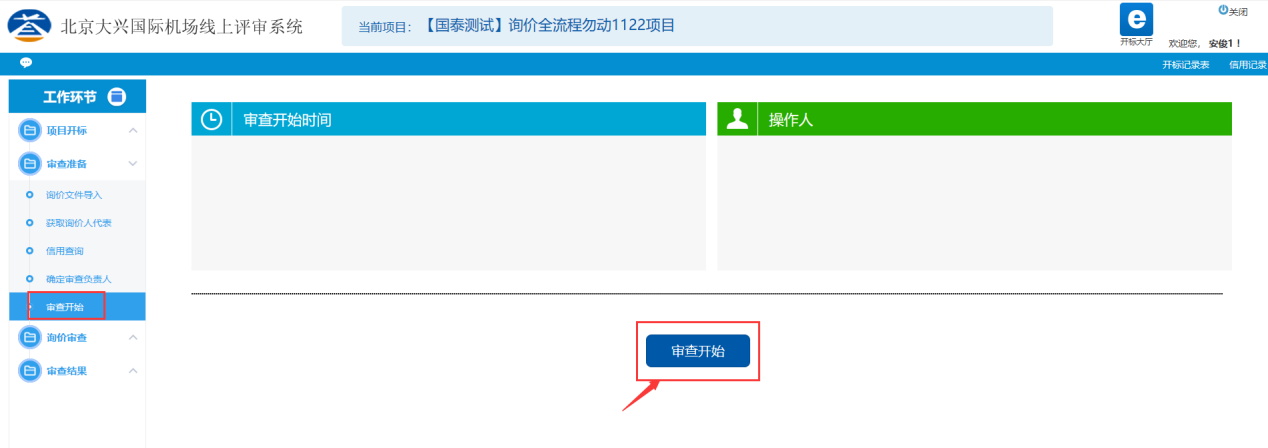 北京大兴国际机场线上评审系统
当前项目：【国泰测试】询价全流程勿动1122项目
e
开标大厅
关闭
欢迎您，安俊1！
开标记录表 信用记录
工作环节
项目开标
审查准备
询价文件导入
获取询价人代表
信用查询
确定审查负责人
审查开始
询价审查
审查结果
审查开始时间
操作人
审查开始